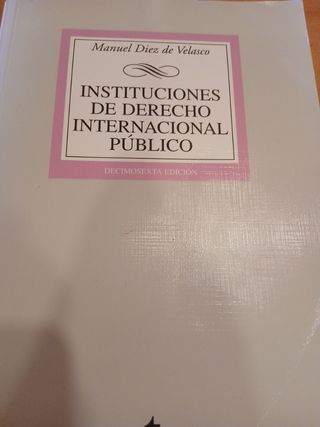 Manuel Diez de Velasco
INSTITUCIONES
DE DERECHO
INTERNACIONAL
PÚBLICO
DECIMOSEXTA EDICIÓN